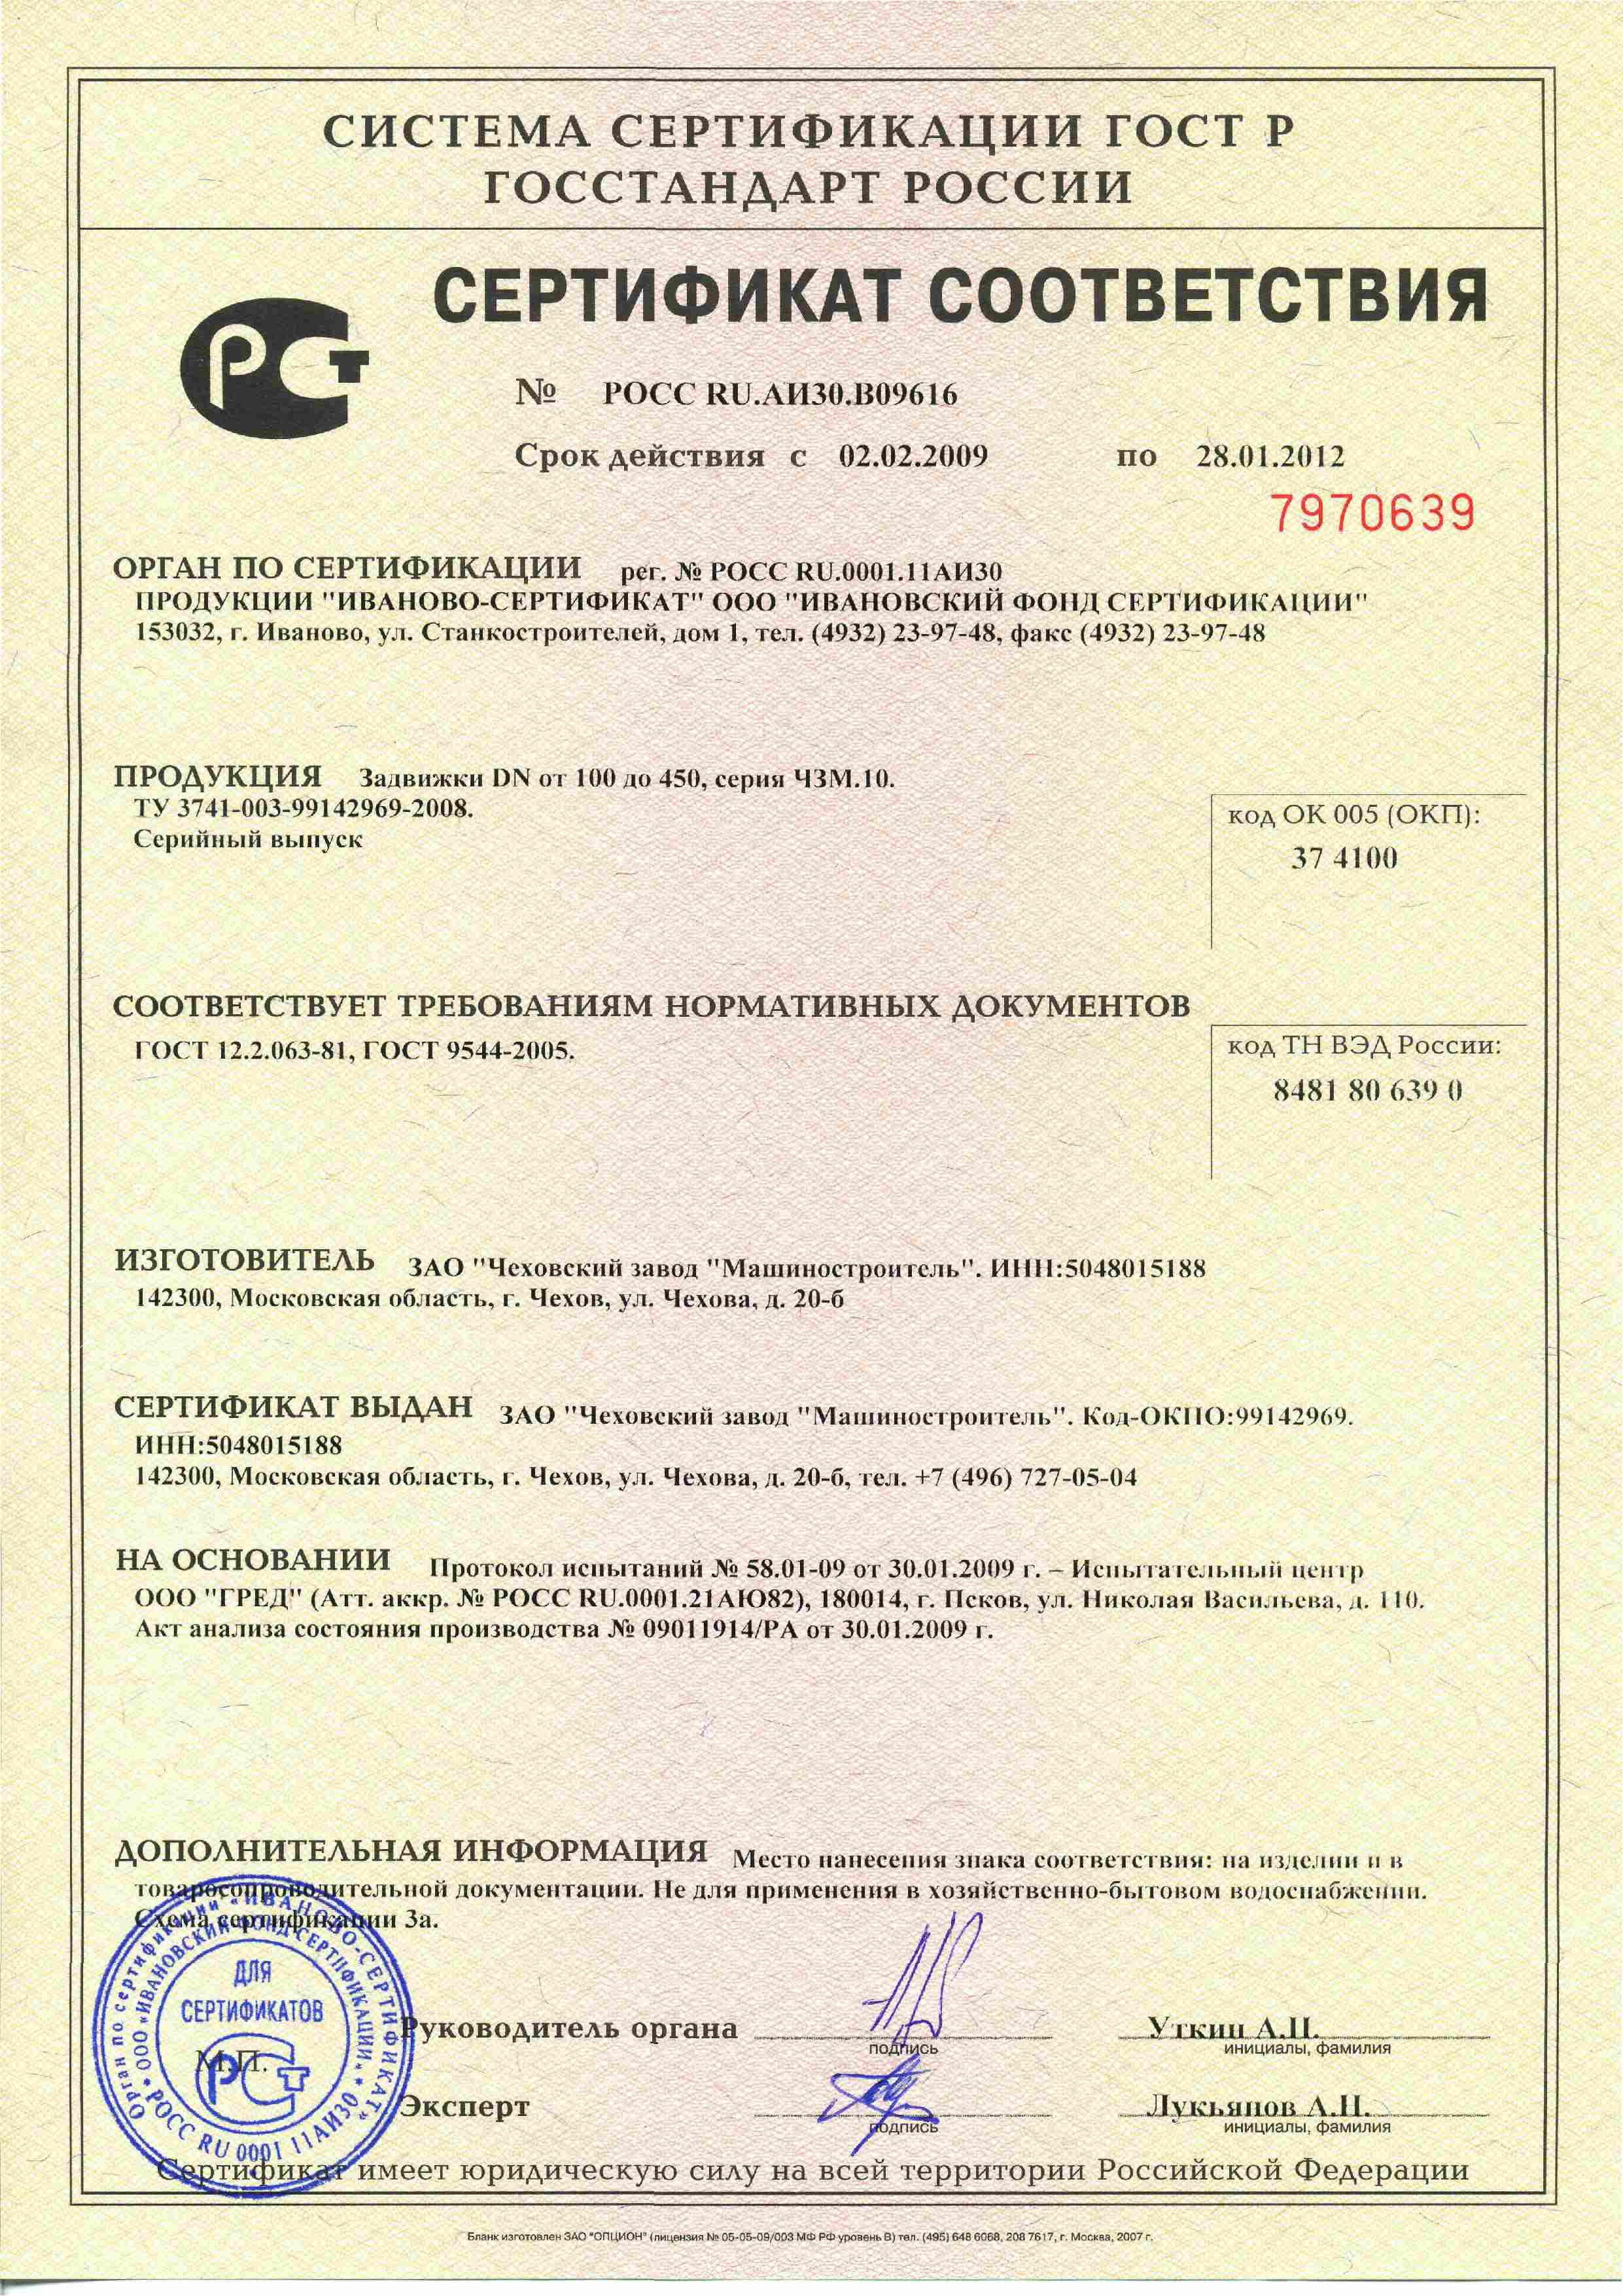 СИСТЕМА СЕРТИФИКАЦИИ ГОСТ Р
ГОССТАНДАРТ РОССИИ
РСТ
СЕРТИФИКАТ СООТВЕТСТВИЯ
№ РОСС RU.АИ30.В09616
Срок действия с 02.02.2009 по 28.01.2012
7970639
ОРГАН ПО СЕРТИФИКАЦИИ рег. № РОСС RU.0001.11АИ30
ПРОДУКЦИИ "ИВАНОВО-СЕРТИФИКАТ" ООО "ИВАНОВСКИЙ ФОНД СЕРТИФИКАЦИИ"
153032, г. Иваново, ул. Станкостроителей, дом 1, тел. (4932) 23-97-48, факс (4932) 23-97-48
ПРОДУКЦИЯ Задвижки DN от 100 до 450, серия ЧЗМ.10.
ТУ 3741-003-99142969-2008.
Серийный выпуск
код ОК 005 (ОКП):
37 4100
СООТВЕТСТВУЕТ ТРЕБОВАНИЯМ НОРМАТИВНЫХ ДОКУМЕНТОВ
ГОСТ 12.2.063-81, ГОСТ 9544-2005.
код ТН ВЭД России:
8481 80 639 0
ИЗГОТОВИТЕЛЬ ЗАО "Чеховский завод "Машиностроитель". ИНН:5048015188
142300, Московская область, г. Чехов, ул. Чехова, д. 20-б
СЕРТИФИКАТ ВЫДАН ЗАО "Чеховский завод "Машиностроитель". Код-ОКПО:99142969.
ИНН:5048015188
142300, Московская область, г. Чехов, ул. Чехова, д. 20-б, тел. +7 (496) 727-05-04
НА ОСНОВАНИИ Протокол испытаний № 58.01-09 от 30.01.2009 г. – Испытательный центр
ООО "ГРЕД" (Атт. аккр. № РОСС RU.0001.21АЮ82), 180014, г. Псков, ул. Николая Васильева, д. 110.
Акт анализа состояния производства № 09011914/РА от 30.01.2009 г.
ДОПОЛНИТЕЛЬНАЯ ИНФОРМАЦИЯ Место нанесения знака соответствия: на изделии и в
товаросопроводительной документации. Не для применения в хозяйственно-бытовом водоснабжении.
Схема сертификации 3а.
Орган по сертификации «ИВАНОВО-СЕРТИФИКАТ»
ООО «ИВАНОВСКИЙ ФОНД СЕРТИФИКАЦИИ»
РОСС RU 0001 11АИ30
ДЛЯ
СЕРТИФИКАТОВ
РСТ
М.П.
Руководитель органа
подпись
Уткин А.П.
инициалы, фамилия
Эксперт
подпись
Лукьянов А.Н.
инициалы, фамилия
Сертификат имеет юридическую силу на всей территории Российской Федерации
Бланк изготовлен ЗАО "ОПЦИОН" (лицензия № 05-05-09/003 МФ РФ уровень В) тел. (495) 648 6068, 208 7617, г. Москва, 2007 г.